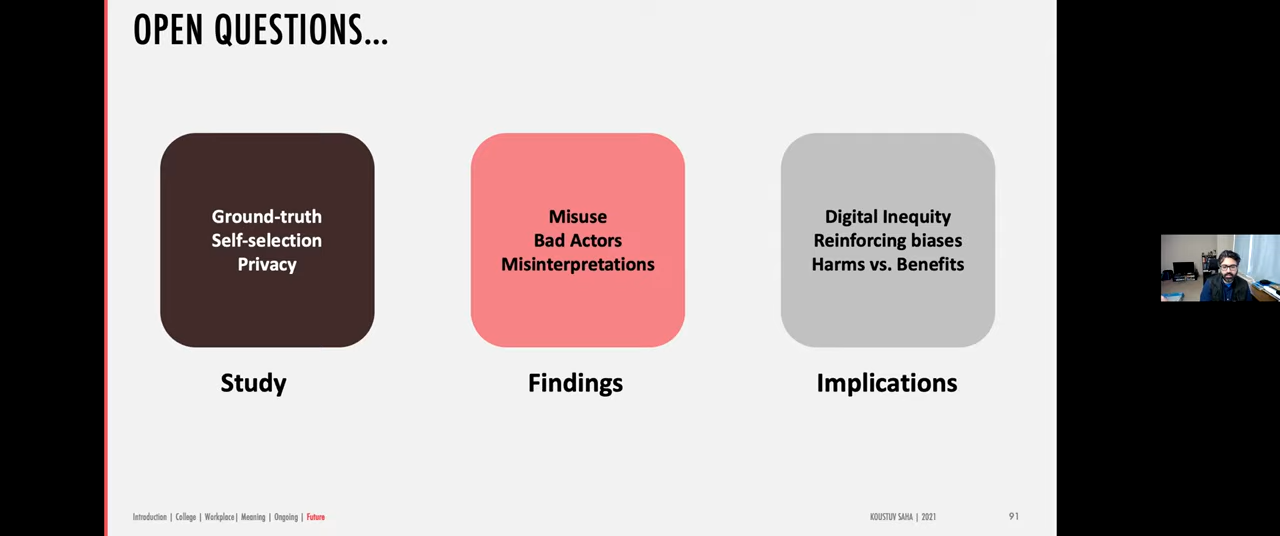 OPEN QUESTIONS...
Ground-truth
Self-selection
Privacy
Study
Misuse
Bad Actors
Misinterpretations
Findings
Digital Inequity
Reinforcing biases
Harms vs. Benefits
Implications
Introduction | College | Workplace | Meaning | Ongoing | Future
KOUSTUV SAHA | 2021
91